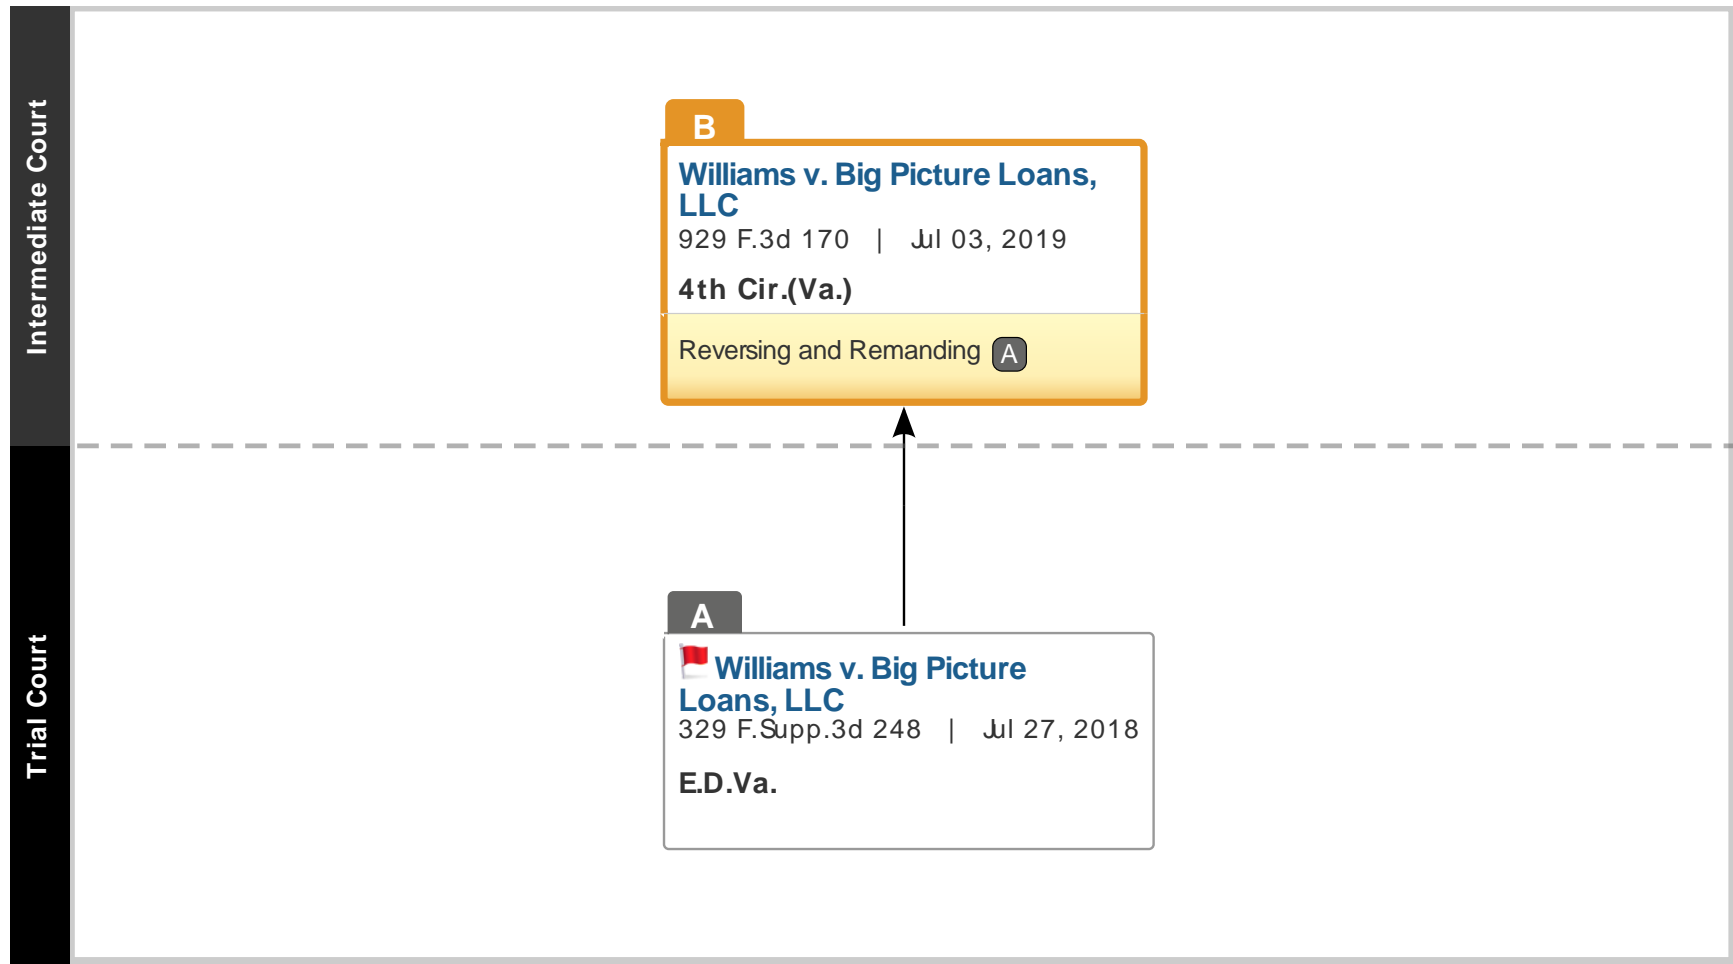 Intermediate Court
B
Williams v. Big Picture Loans,
LLC
929 F.3d 170 | Jul 03, 2019
4th Cir.(Va.)
Reversing and Remanding A
Trial Court
A
Williams v. Big Picture
Loans, LLC
329 F.Supp.3d 248 | Jul 27, 2018
E.D.Va.